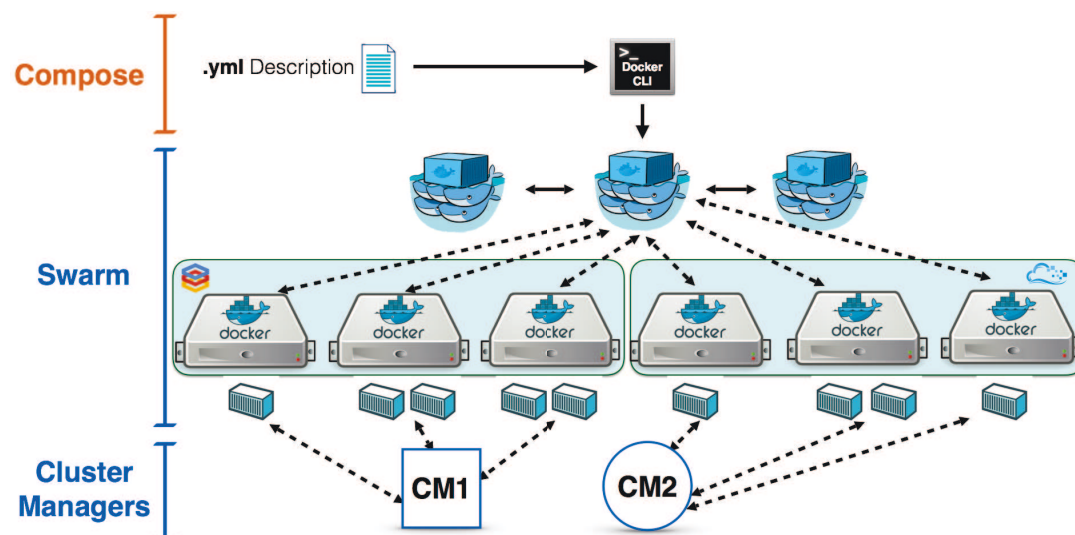 Compose
.yml Description
>_
Docker
CLI
Swarm
docker
docker
docker
docker
docker
docker
Cluster
Managers
CM1
CM2